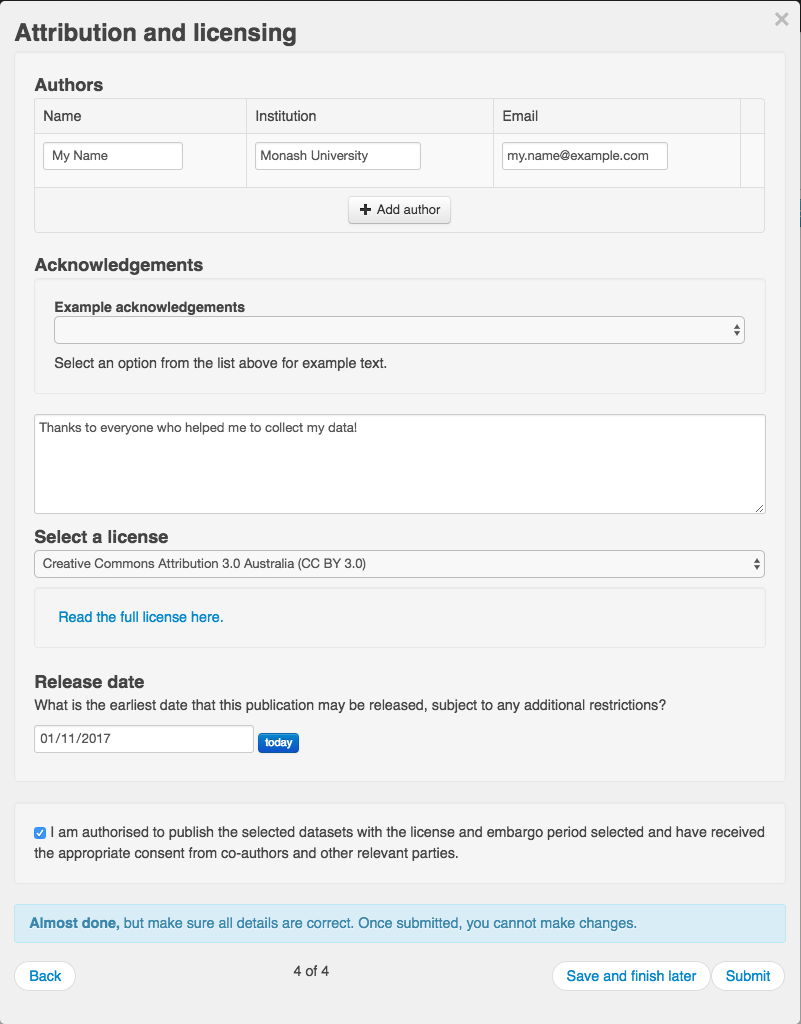 Attribution and licensing
×
Authors
Name Institution Email
My Name Monash University my.name@example.com
+ Add author
Acknowledgements
Example acknowledgements
Select an option from the list above for example text.
Thanks to everyone who helped me to collect my data!
Select a license
Creative Commons Attribution 3.0 Australia (CC BY 3.0)
Read the full license here.
Release date
What is the earliest date that this publication may be released, subject to any additional restrictions?
01/11/2017 today
I am authorised to publish the selected datasets with the license and embargo period selected and have received
the appropriate consent from co-authors and other relevant parties.
Almost done, but make sure all details are correct. Once submitted, you cannot make changes.
Back 4 of 4 Save and finish later Submit